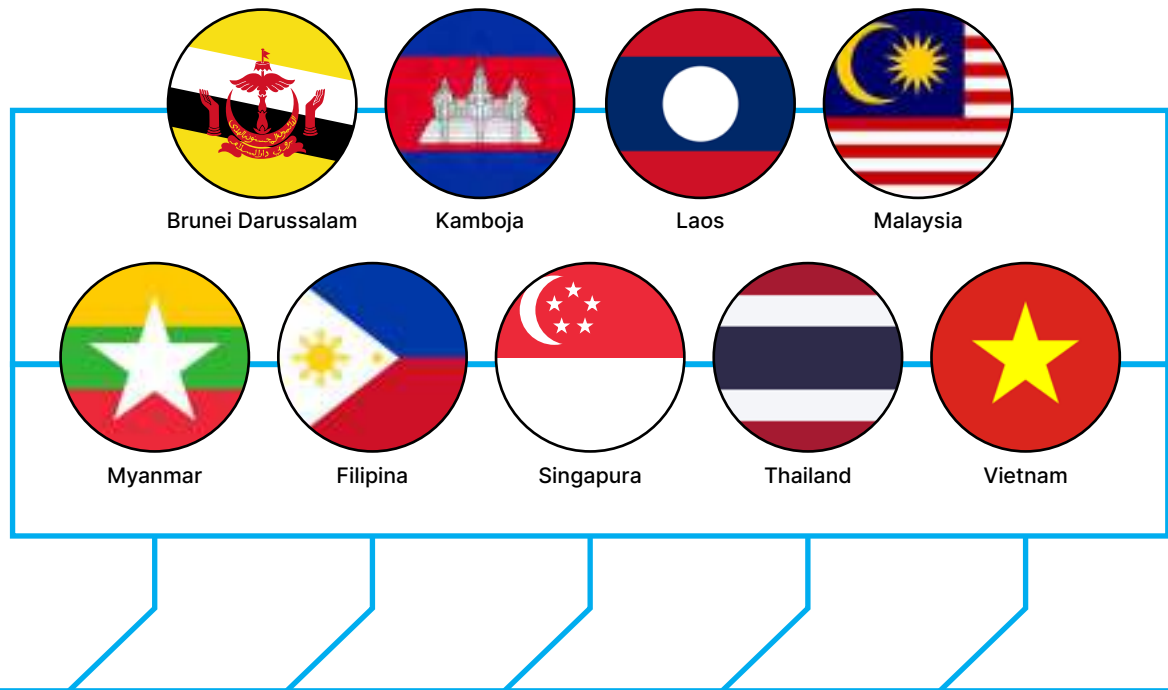 Brunei Darussalam
Kamboja
Laos
Malaysia
Myanmar
Filipina
Singapura
Thailand
Vietnam